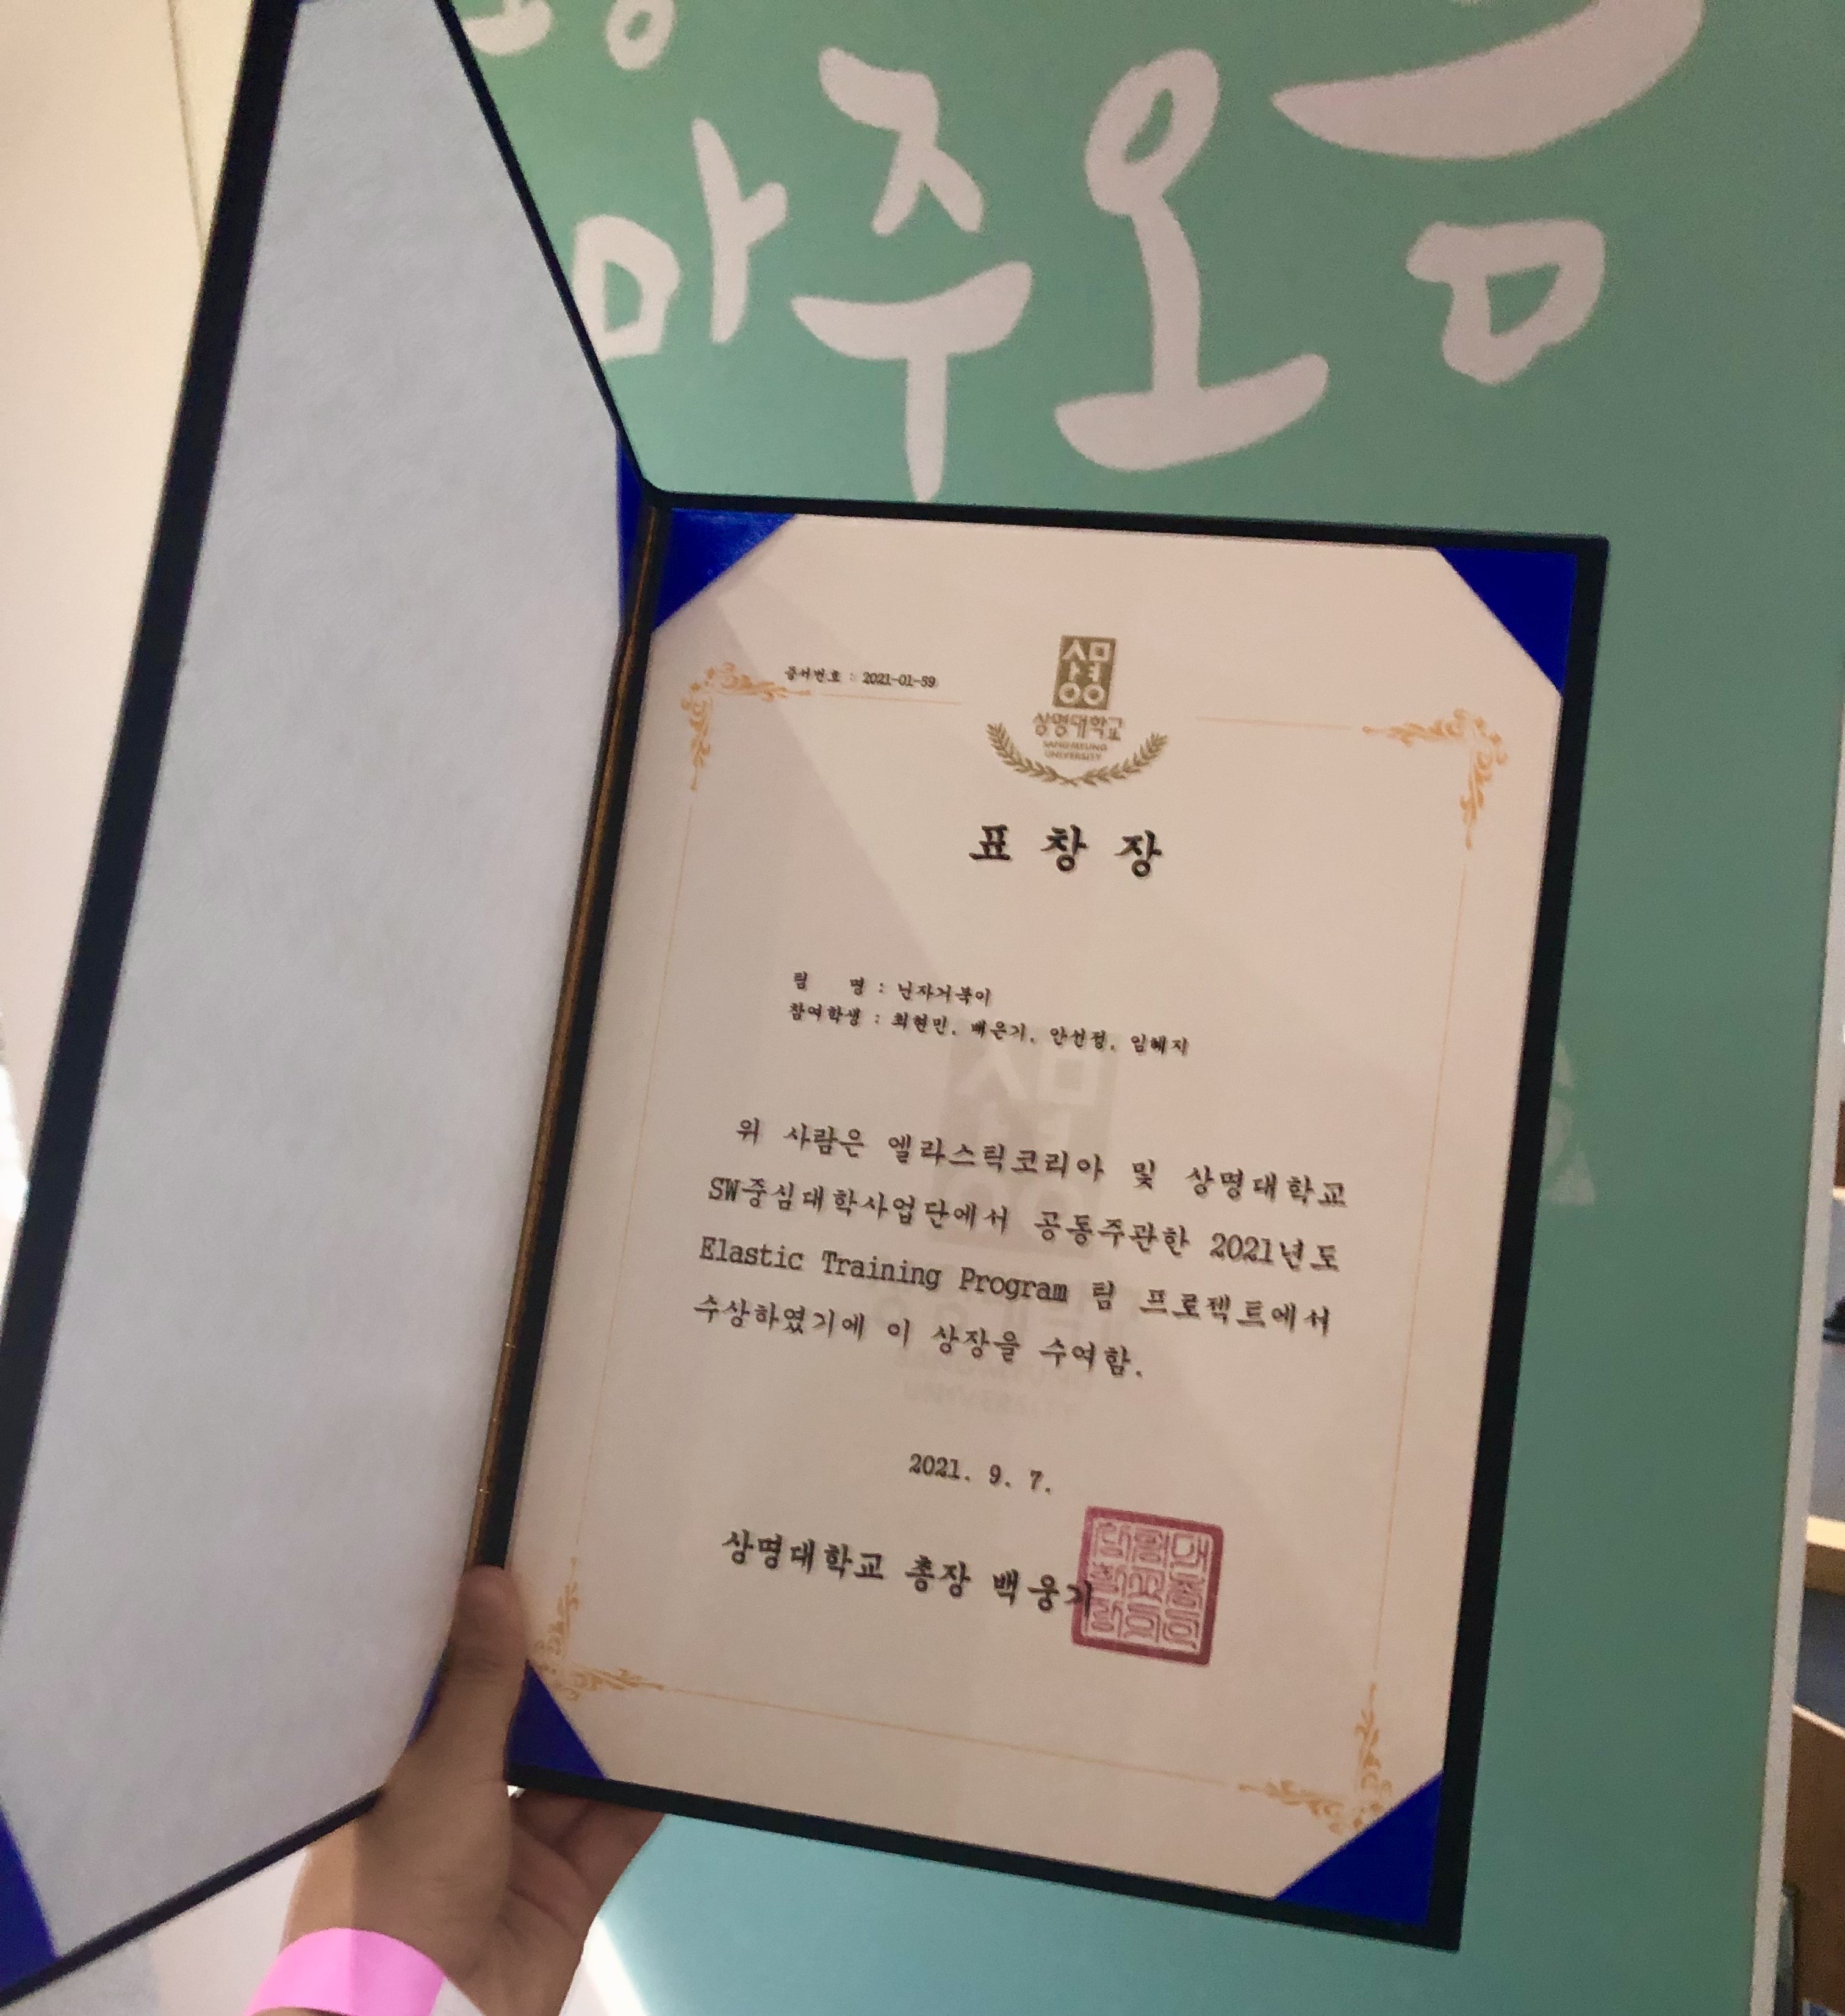 마주오
음
증서번호 : 2021-01-59
상명
상명대학교
SANGMYUNG
UNIVERSITY
표 창 장
팀 명 : 닌자거북이
참여학생 : 최현민, 배은기, 안선정, 임혜지
위 사람은 엘라스틱코리아 및 상명대학교
SW중심대학사업단에서 공동주관한 2021년도
Elastic Training Program 팀 프로젝트에서
수상하였기에 이 상장을 수여함.
2021. 9. 7.
상명대학교 총장 백웅기